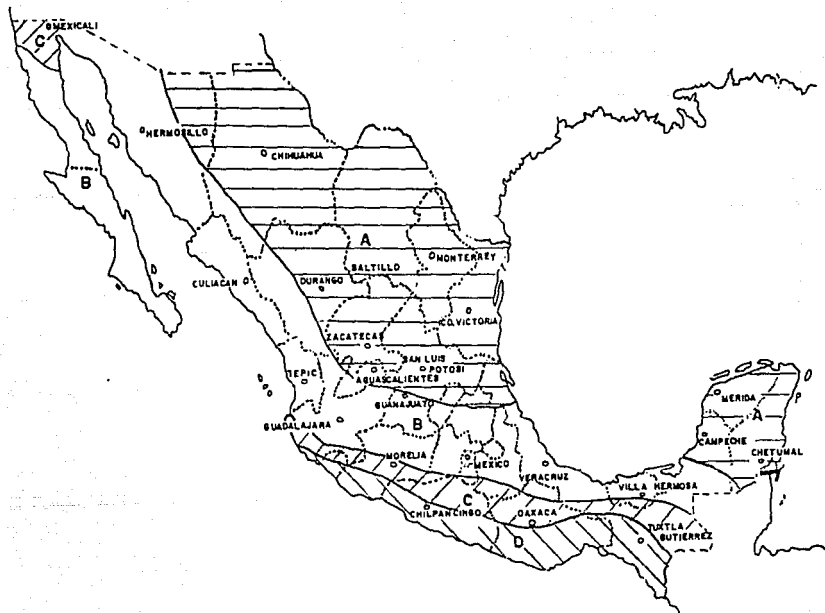 MEXICALI
C
HERMOSILLO
CHIHUAHUA
B
A
MONTERREY
SALTILLO
CULIACAN
DURANGO
CD. VICTORIA
ZACATECAS
SAN LUIS
POTOSI
TEPIC
AGUASCALIENTES
MERIDA
GUANAJUATO
A
GUADALAJARA
B
CAMPECHE
CHETUMAL
MORELIA
MEXICO
VERACRUZ
VILLA HERMOSA
C
CHILPANCINGO
OAXACA
TUXTLA
GUTIERREZ
D